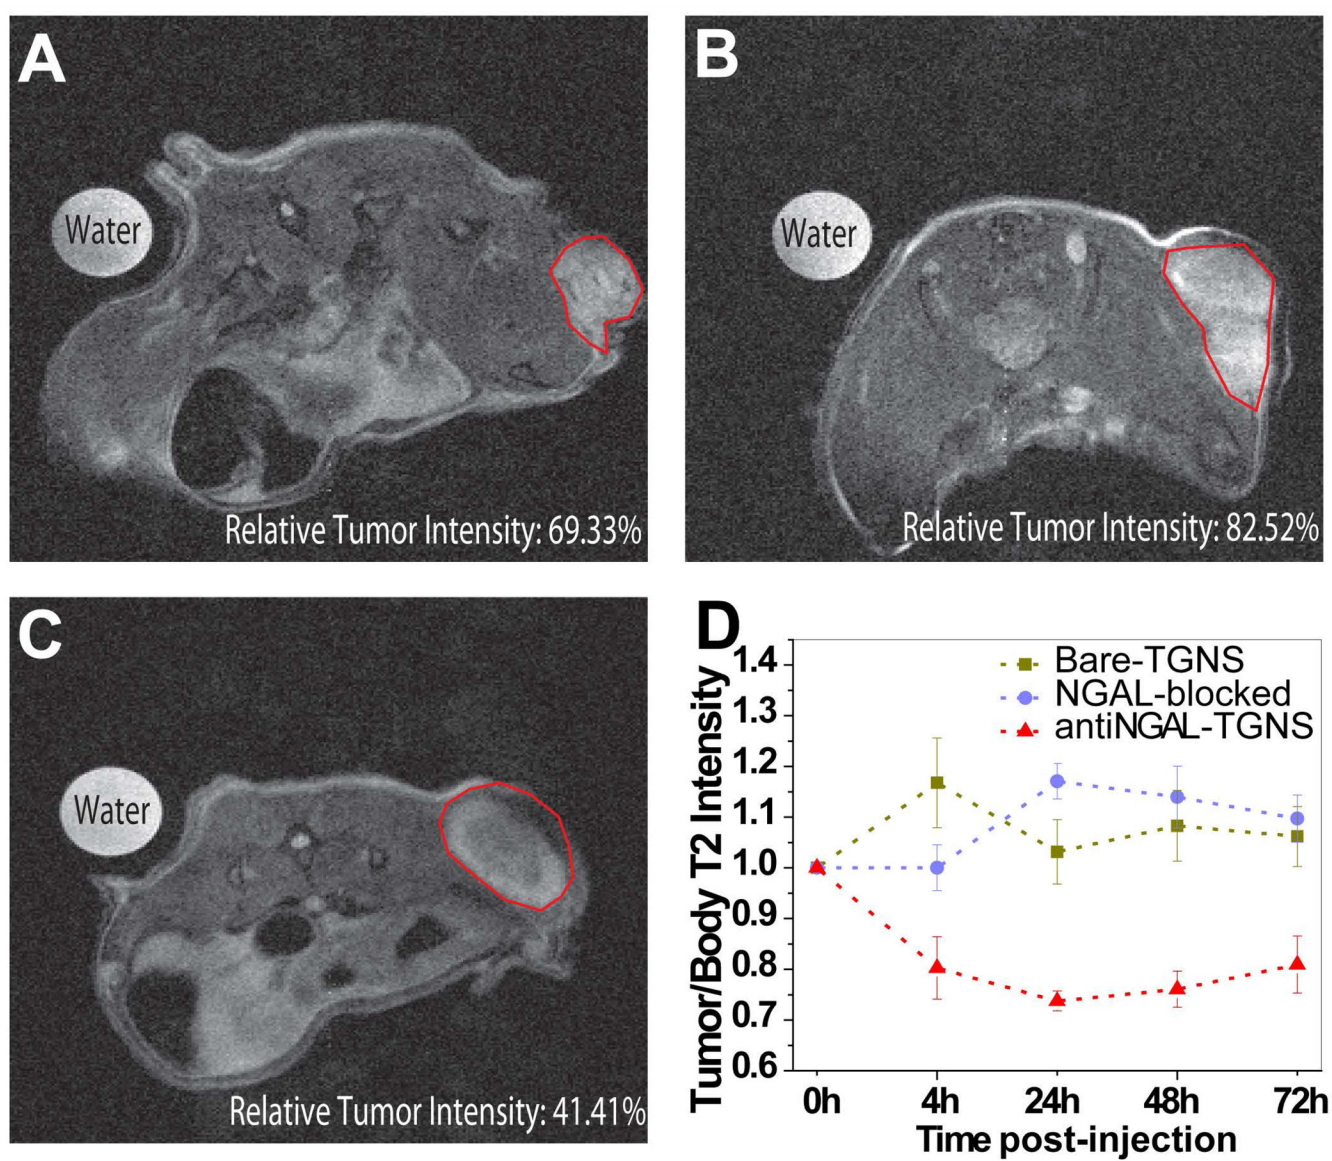 A
Water
Relative Tumor Intensity: 69.33%
B
Water
Relative Tumor Intensity: 82.52%
C
Water
Relative Tumor Intensity: 41.41%
D
Tumor/Body T2 Intensity
1.4
1.3
1.2
1.1
1.0
0.9
0.8
0.7
0.6
Bare-TGNS
NGAL-blocked
antiNGAL-TGNS
0h 4h 24h 48h 72h
Time post-injection